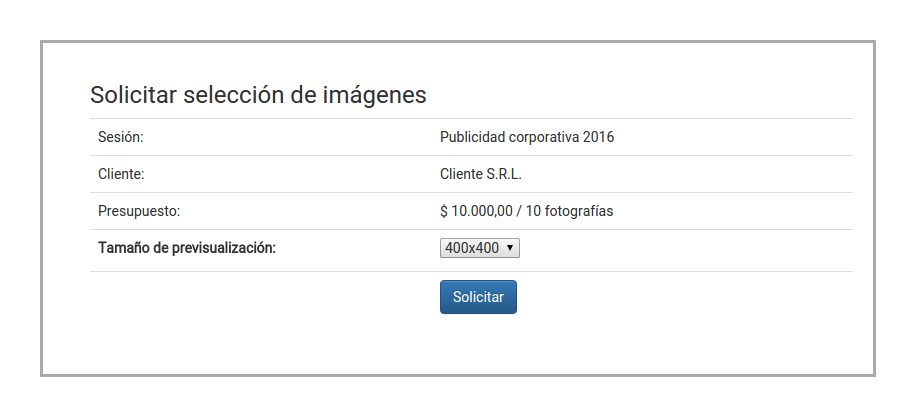 Solicitar selección de imágenes
Sesión: Publicidad corporativa 2016
Cliente: Cliente S.R.L.
Presupuesto: $ 10.000,00 / 10 fotografías
Tamaño de previsualización: 400x400
Solicitar